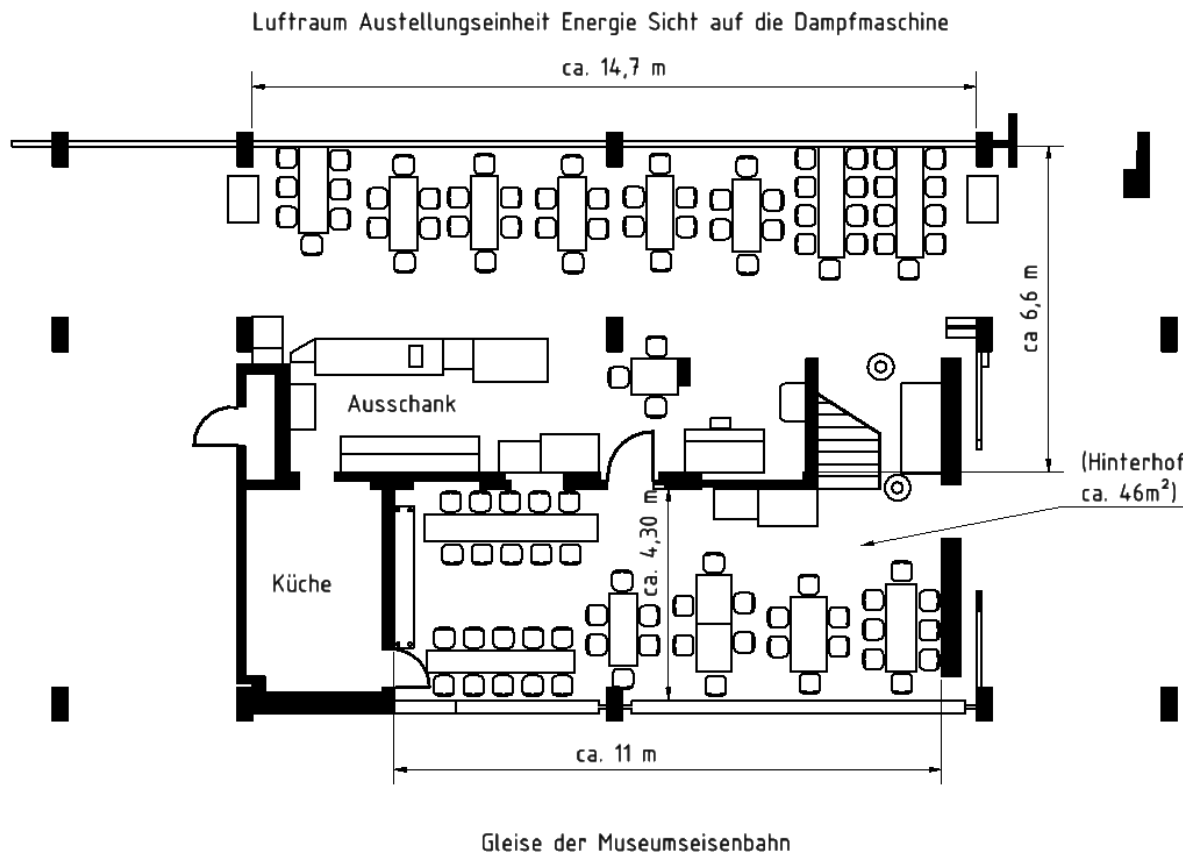 Luftraum Austellungseinheit Energie Sicht auf die Dampfmaschine
ca. 14,7 m
ca 6,6 m
Ausschank
(Hinterhof
ca. 46m²)
ca. 4,30 m
Küche
ca. 11 m
Gleise der Museumseisenbahn